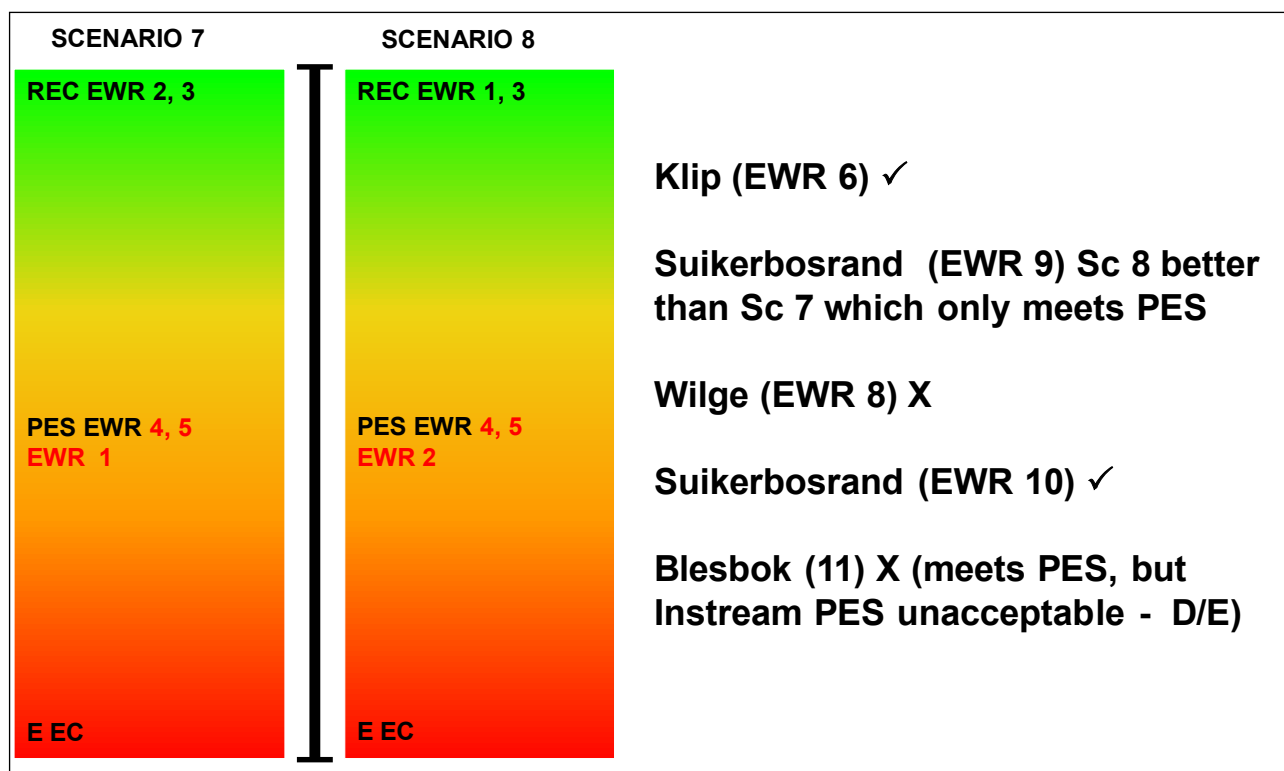 SCENARIO 7
REC EWR 2, 3
PES EWR 4, 5
EWR 1
E EC
SCENARIO 8
REC EWR 1, 3
PES EWR 4, 5
EWR 2
E EC
Klip (EWR 6) ✓
Suikerbosrand (EWR 9) Sc 8 better
than Sc 7 which only meets PES
Wilge (EWR 8) X
Suikerbosrand (EWR 10) ✓
Blesbok (11) X (meets PES, but
Instream PES unacceptable - D/E)